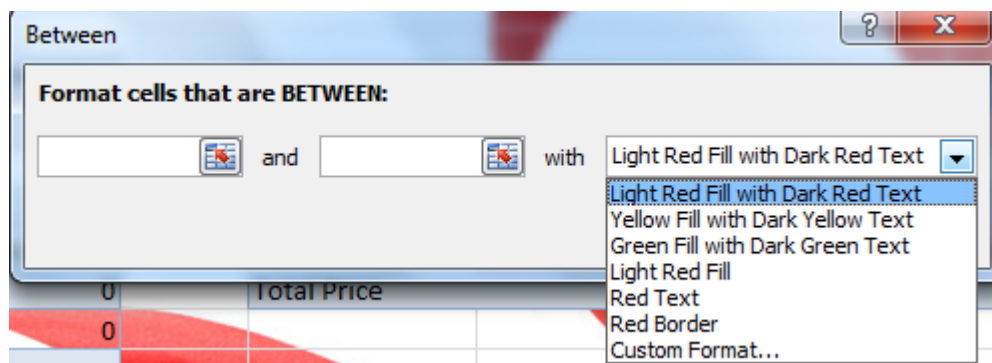 Between
Format cells that are BETWEEN:
and with Light Red Fill with Dark Red Text
Light Red Fill with Dark Red Text
Yellow Fill with Dark Yellow Text
Green Fill with Dark Green Text
Light Red Fill
Red Text
Red Border
Custom Format...
0 Total Price
0